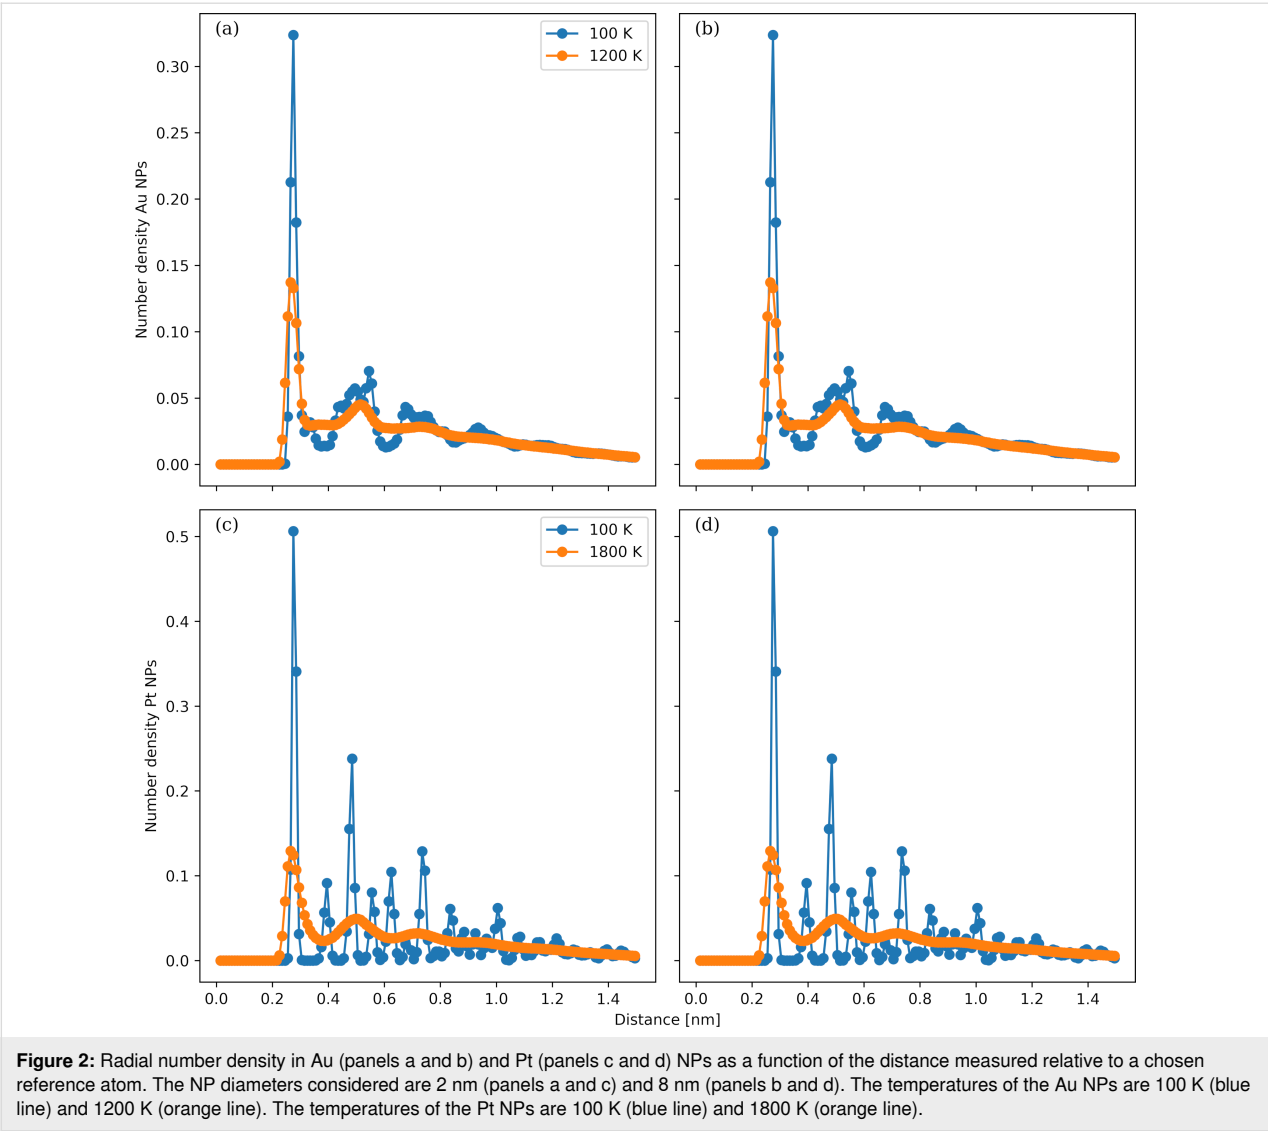 (a)
100 K
1200 K
(b)
0.30
0.25
0.20
0.15
0.10
0.05
0.00
Number density Au NPs
(c)
100 K
1800 K
(d)
0.5
0.4
0.3
0.2
0.1
0.0
Number density Pt NPs
0.0 0.2 0.4 0.6 0.8 1.0 1.2 1.4
0.0 0.2 0.4 0.6 0.8 1.0 1.2 1.4
Distance [nm]
Figure 2: Radial number density in Au (panels a and b) and Pt (panels c and d) NPs as a function of the distance measured relative to a chosen
reference atom. The NP diameters considered are 2 nm (panels a and c) and 8 nm (panels b and d). The temperatures of the Au NPs are 100 K (blue
line) and 1200 K (orange line). The temperatures of the Pt NPs are 100 K (blue line) and 1800 K (orange line).